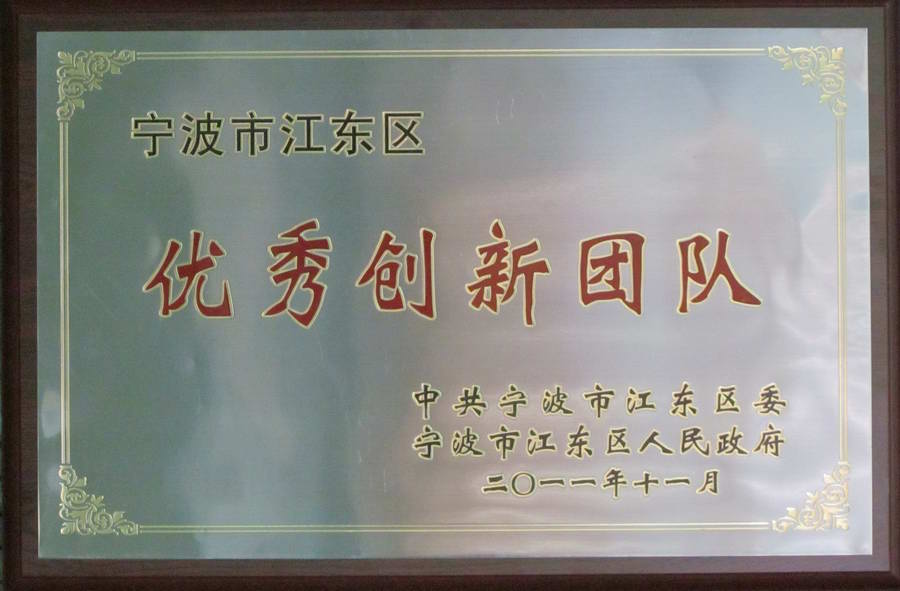 宁波市江东区
优秀创新团队
中共宁波市江东区委
宁波市江东区人民政府
二〇一一年十一月